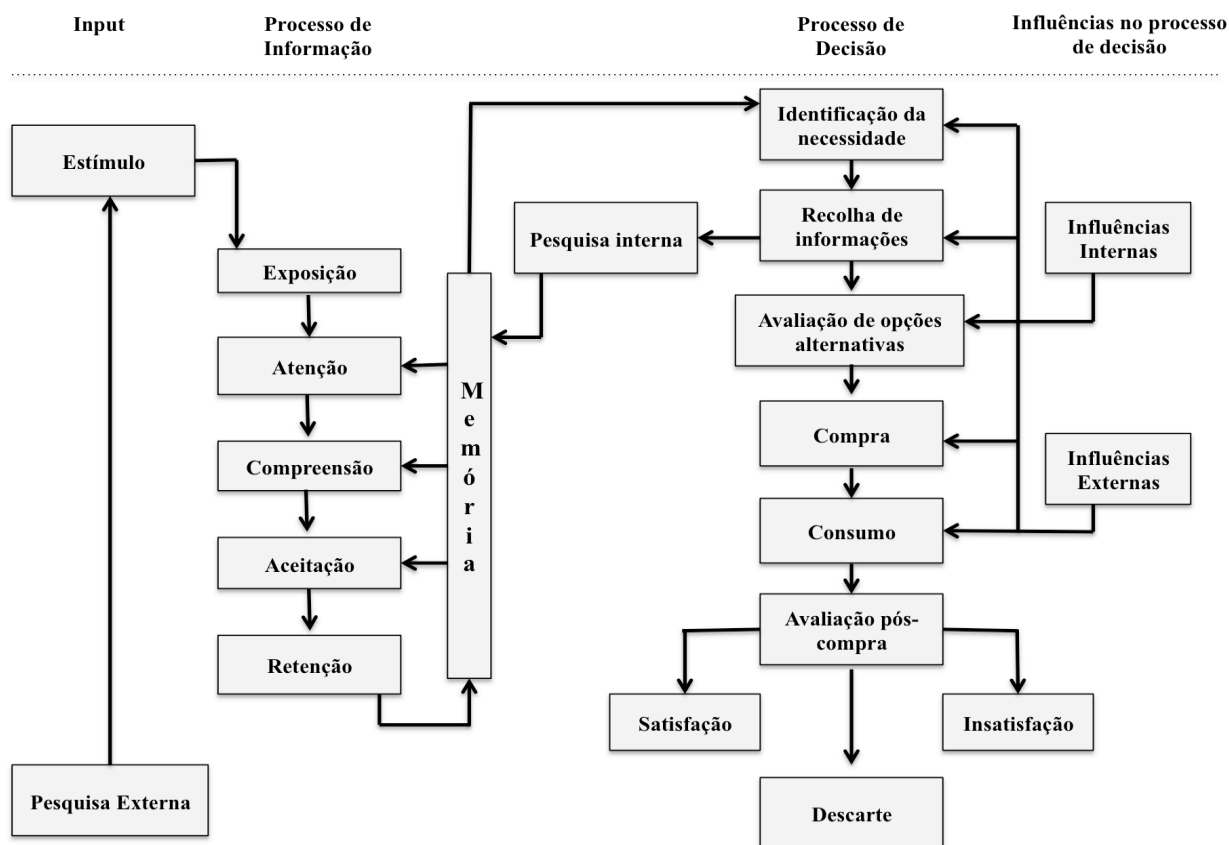 Input
Processo de
Informação
Processo de
Decisão
Influências no processo
de decisão
Estímulo
Exposição
Atenção
Compreensão
Aceitação
Retenção
Pesquisa Externa
Memória
Pesquisa interna
Identificação da
necessidade
Recolha de
informações
Avaliação de opções
alternativas
Compra
Consumo
Avaliação pós-
compra
Satisfação
Insatisfação
Descarte
Influências
Internas
Influências
Externas